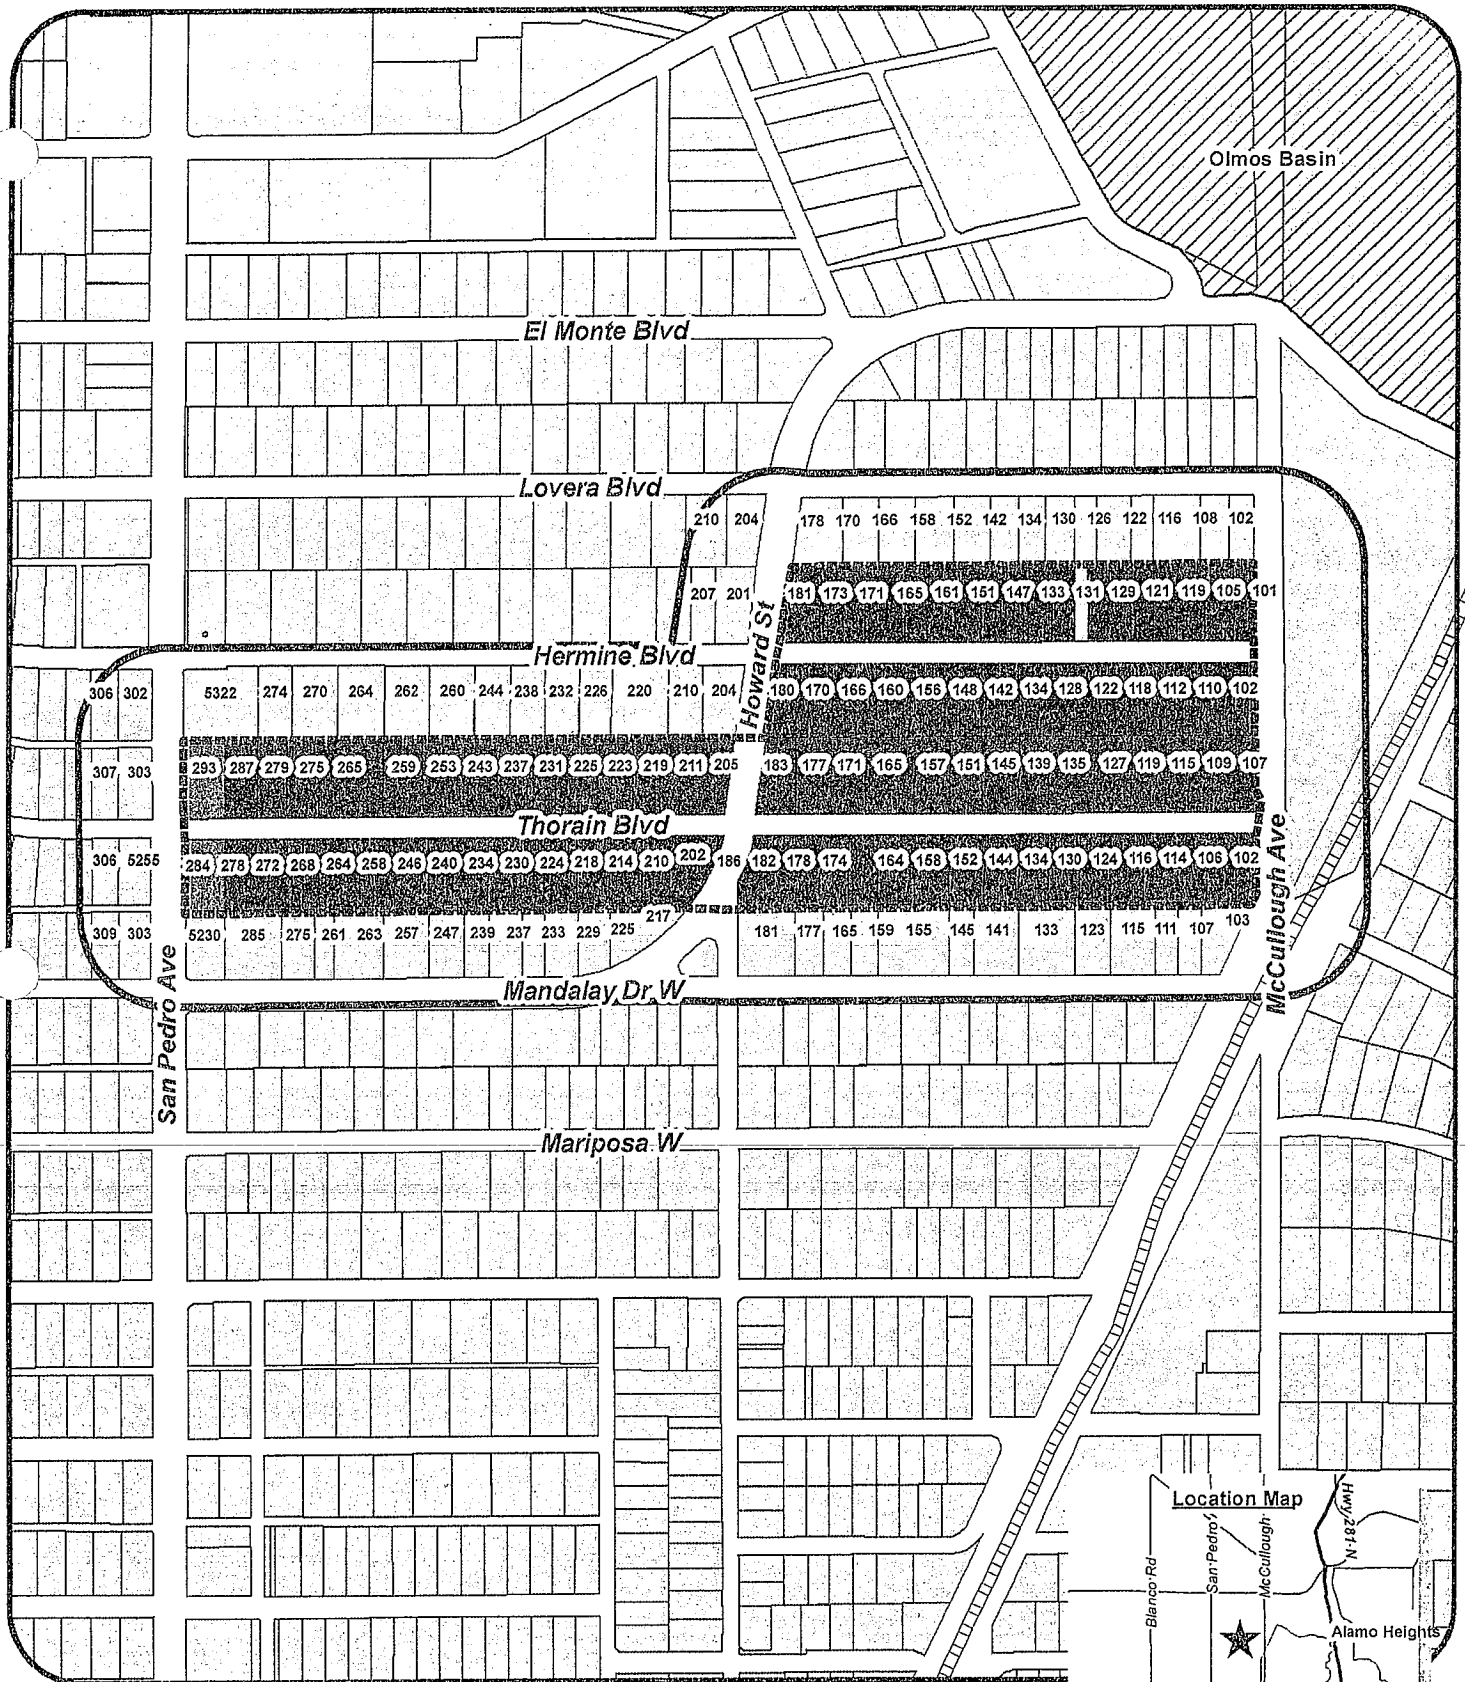 Olmos Basin
El Monte Blvd
Lovera Blvd
210 204 178 170 166 158 152 142 134 130 126 122 116 108 102
207 201 181 173 171 165 161 151 147 133 131 129 121 119 105 101
Howard St
Hermine Blvd
306 302 5322 274 270 264 262 260 244 238 232 226 220 210 204 180 170 166 160 156 148 142 134 128 122 118 112 110 102
307 303 293 287 279 275 265 259 253 243 237 231 225 223 219 211 205 183 177 171 165 157 151 145 139 135 127 119 115 109 107
Thorain Blvd
306 5255 284 278 272 268 264 258 246 240 234 230 224 218 214 210 202 186 182 178 174 164 158 152 144 134 130 124 116 114 106 102
309 303 5230 285 275 261 263 257 247 239 237 233 229 225 217 181 177 165 159 155 145 141 133 123 115 111 107 103
McCullough Ave
San Pedro Ave
Mandalay Dr W
Mariposa W
Location Map
Blanco Rd
San Pedro
McCullough
Hwy 281 N
Alamo Heights